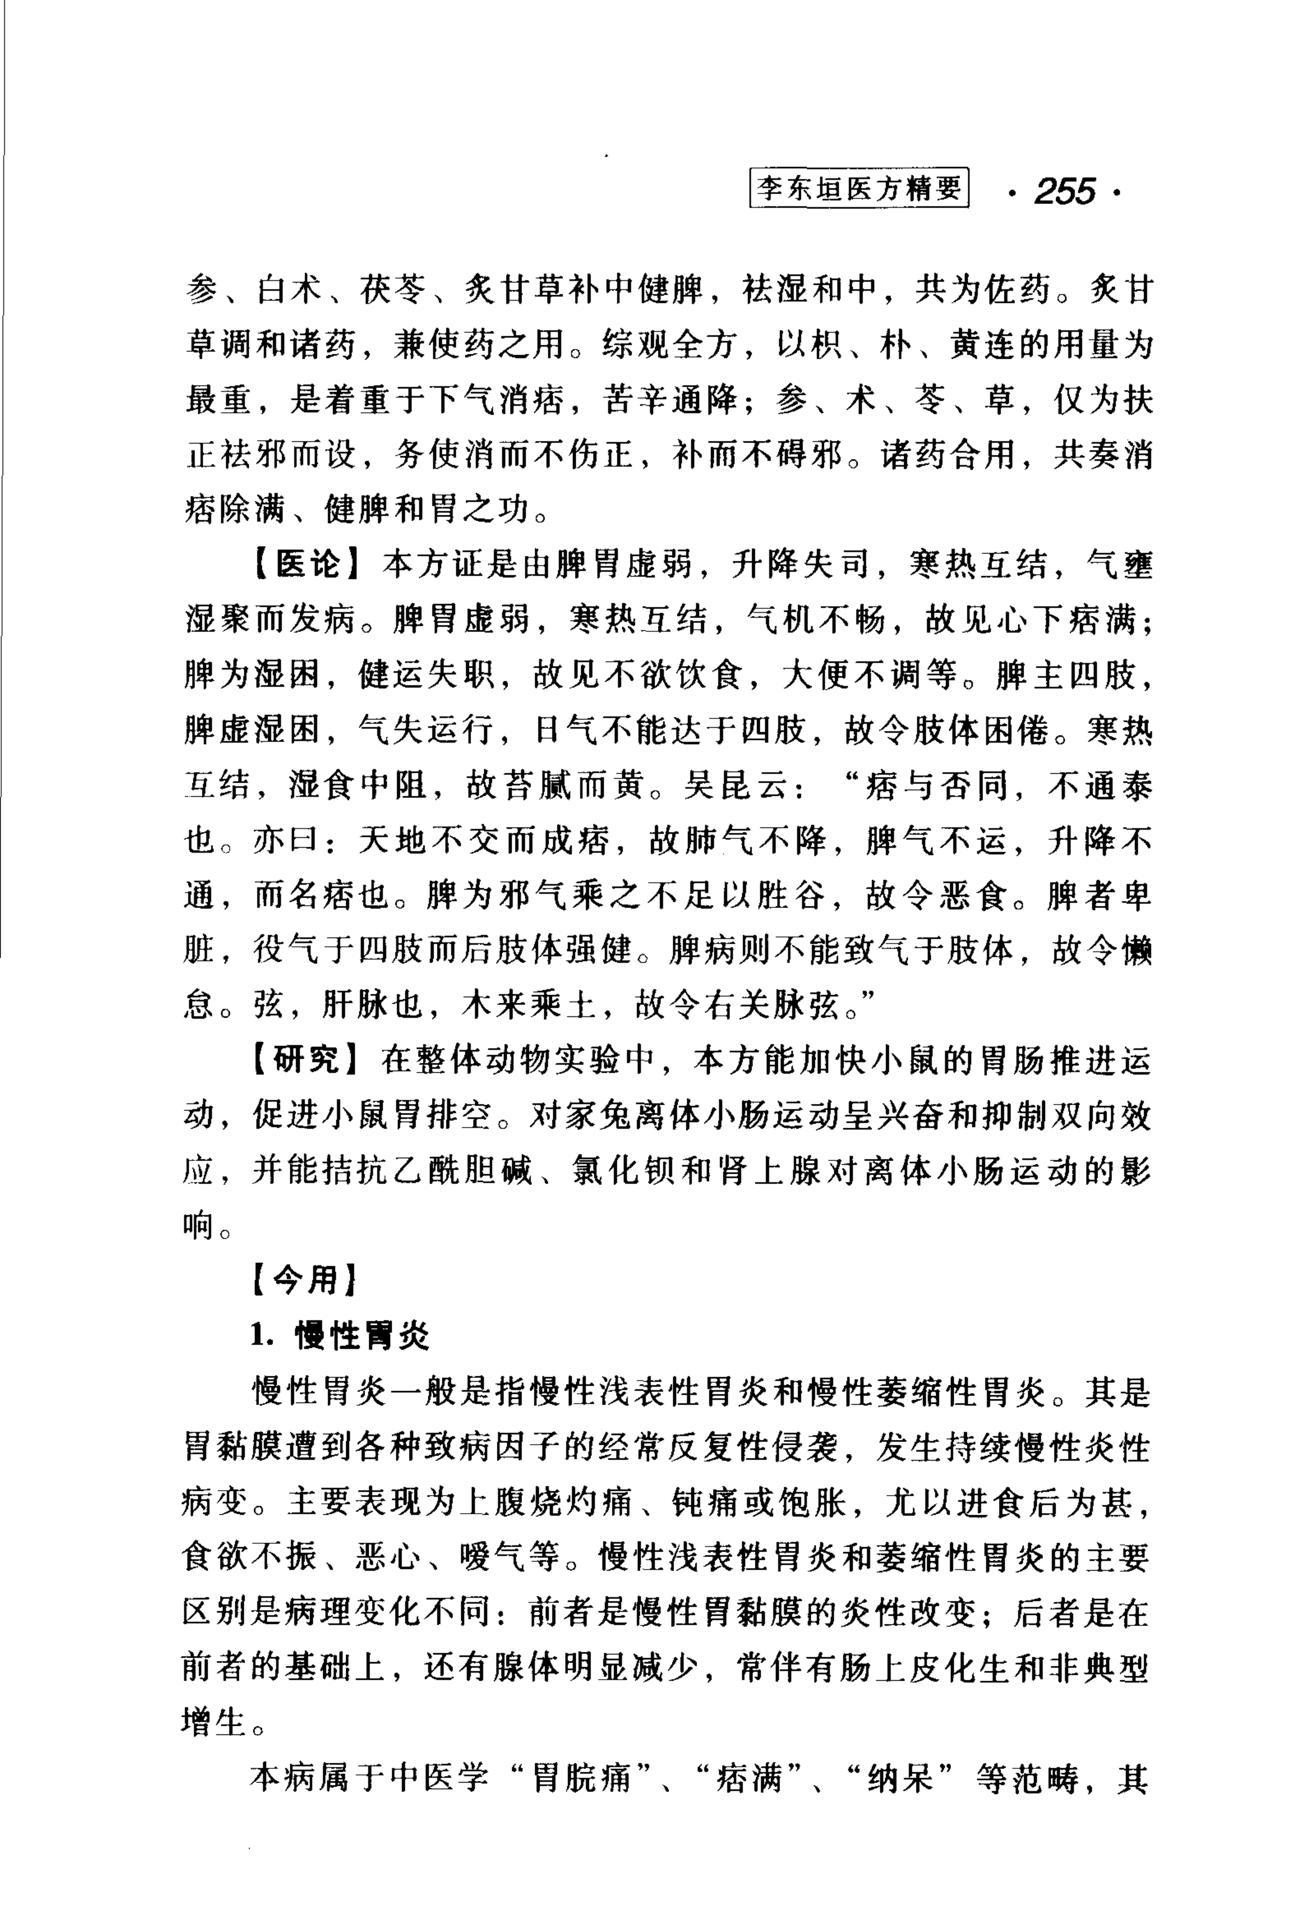 李东垣医方精要 · 255 ·
参、白术、茯苓、炙甘草补中健脾，祛湿和中，共为佐药。炙甘
草调和诸药，兼使药之用。综观全方，以枳、朴、黄连的用量为
最重，是着重于下气消痞，苦辛通降；参、术、苓、草，仅为扶
正祛邪而设，务使消而不伤正，补而不碍邪。诸药合用，共奏消
痞除满、健脾和胃之功。
【医论】本方证是由脾胃虚弱，升降失司，寒热互结，气壅
湿聚而发病。脾胃虚弱，寒热互结，气机不畅，故见心下痞满；
脾为湿困，健运失职，故见不欲饮食，大便不调等。脾主四肢，
脾虚湿困，气失运行，日气不能达于四肢，故令肢体困倦。寒热
互结，湿食中阻，故苔腻而黄。吴昆云：“痞与否同，不通泰
也。亦曰：天地不交而成痞，故肺气不降，脾气不运，升降不
通，而名痞也。脾为邪气乘之不足以胜谷，故令恶食。脾者卑
脏，役气于四肢而后肢体强健。脾病则不能致气于肢体，故令懒
怠。弦，肝脉也，木来乘土，故令右关脉弦。”
【研究】在整体动物实验中，本方能加快小鼠的胃肠推进运
动，促进小鼠胃排空。对家兔离体小肠运动呈兴奋和抑制双向效
应，并能拮抗乙酰胆碱、氯化钡和肾上腺对离体小肠运动的影
响。
【今用】
1. 慢性胃炎
慢性胃炎一般是指慢性浅表性胃炎和慢性萎缩性胃炎。其是
胃黏膜遭到各种致病因子的经常反复性侵袭，发生持续慢性炎性
病变。主要表现为上腹烧灼痛、钝痛或饱胀，尤以进食后为甚，
食欲不振、恶心、嗳气等。慢性浅表性胃炎和萎缩性胃炎的主要
区别是病理变化不同：前者是慢性胃黏膜的炎性改变；后者是在
前者的基础上，还有腺体明显减少，常伴有肠上皮化生和非典型
增生。
本病属于中医学“胃脘痛”、“痞满”、“纳呆”等范畴，其